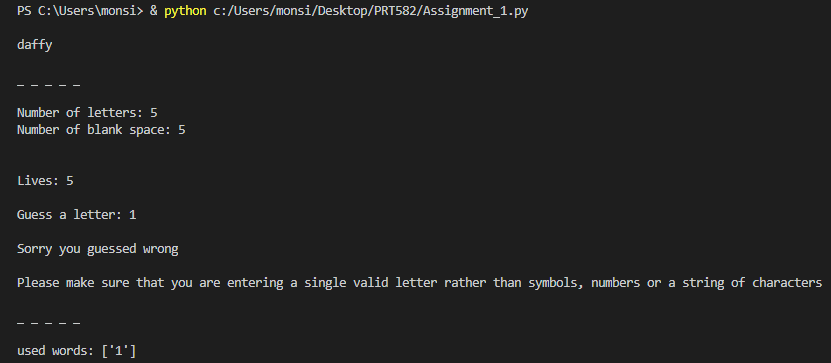 PS C:\Users\monsi> & python c:/Users/monsi/Desktop/PRT582/Assignment_1.py
daffy
_ _ _ _ _
Number of letters: 5
Number of blank space: 5
Lives: 5
Guess a letter: 1
Sorry you guessed wrong
Please make sure that you are entering a single valid letter rather than symbols, numbers or a string of characters
_ _ _ _ _
used words: ['1']